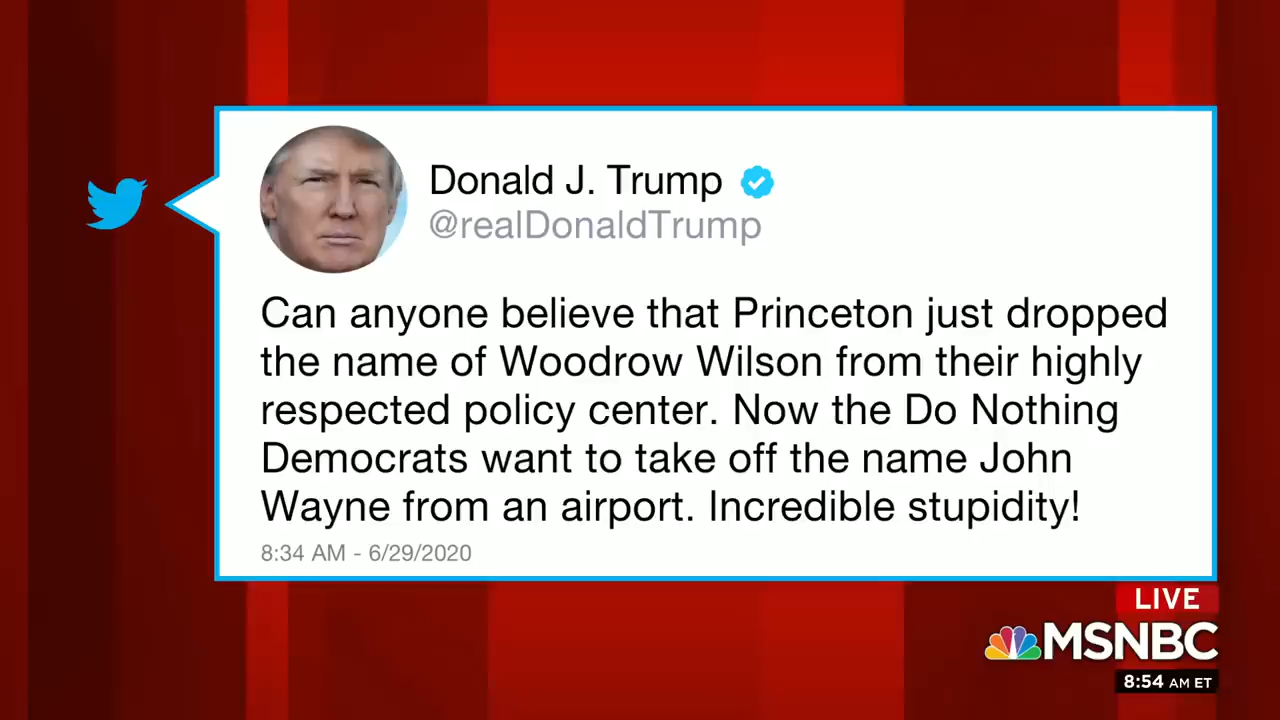 Donald J. Trump
@realDonaldTrump
Can anyone believe that Princeton just dropped
the name of Woodrow Wilson from their highly
respected policy center. Now the Do Nothing
Democrats want to take off the name John
Wayne from an airport. Incredible stupidity!
8:34 AM - 6/29/2020
LIVE
MSNBC
8:54 AM ET